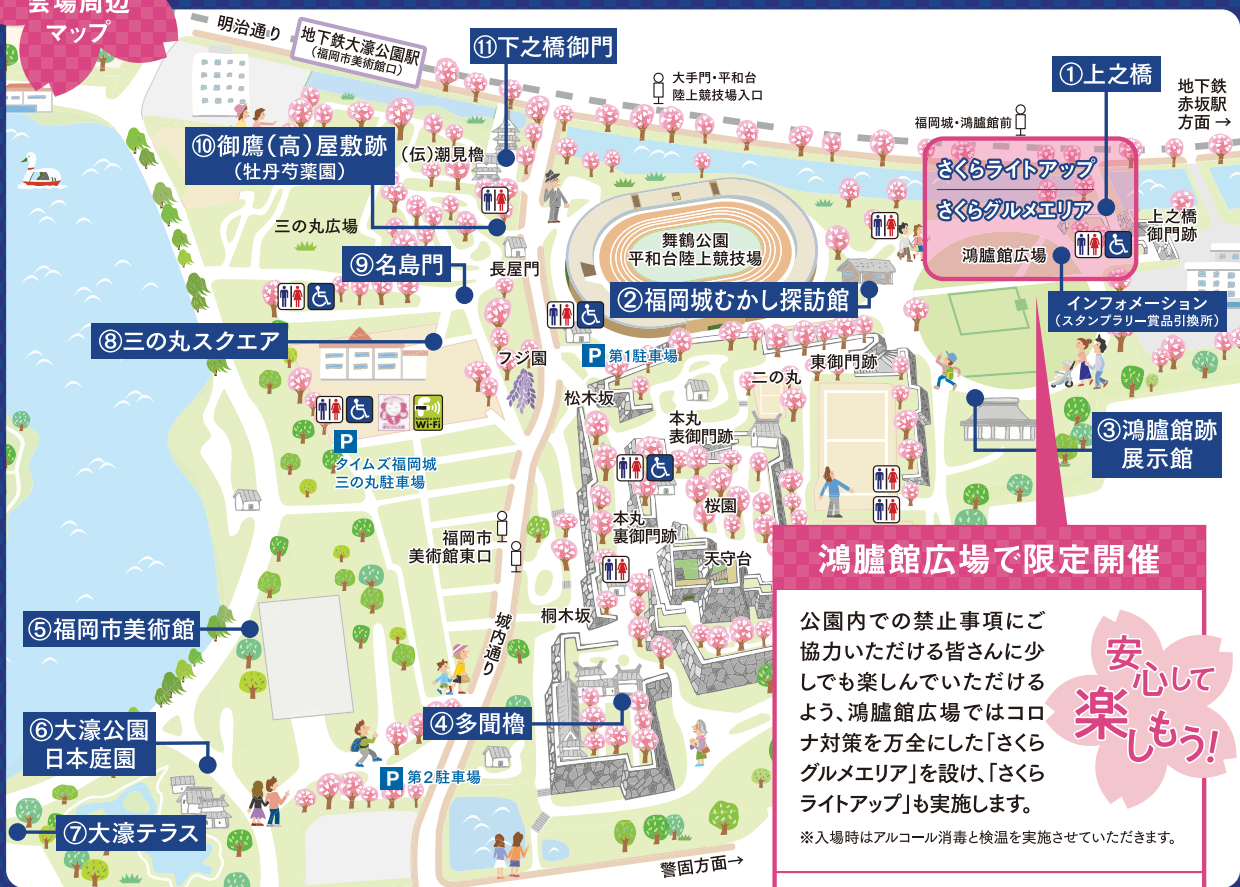 会場周辺
マップ
明治通り
地下鉄大濠公園駅
（福岡市美術館口）
⑪下之橋御門
大手門・平和台
陸上競技場入口
①上之橋
地下鉄
赤坂駅
方面→
福岡城・鴻臚館前
⑩御鷹（高）屋敷跡
（牡丹芍薬園）
（伝）潮見櫓
さくらライトアップ
さくらグルメエリア
鴻臚館広場
上之橋
御門跡
三の丸広場
舞鶴公園
平和台陸上競技場
長屋門
⑨名島門
②福岡城むかし探訪館
インフォメーション
（スタンプラリー賞品引換所）
⑧三の丸スクエア
P 第1駐車場
フジ園
東御門跡
二の丸
松木坂
本丸
表御門跡
③鴻臚館跡
展示館
FUKUOKA CITY
Wi-Fi
P
タイムズ福岡城
三の丸駐車場
桜園
本丸
裏御門跡
福岡市
美術館東口
天守台
桐木坂
城内通り
⑤福岡市美術館
④多聞櫓
⑥大濠公園
日本庭園
P 第2駐車場
⑦大濠テラス
警固方面→
鴻臚館広場で限定開催
公園内での禁止事項にご
協力いただける皆さんに少
しでも楽しんでいただける
よう、鴻臚館広場ではコロ
ナ対策を万全にした「さくら
グルメエリア」を設け、「さくら
ライトアップ」も実施します。
※入場時はアルコール消毒と検温を実施させていただきます。
安心して
楽しもう！